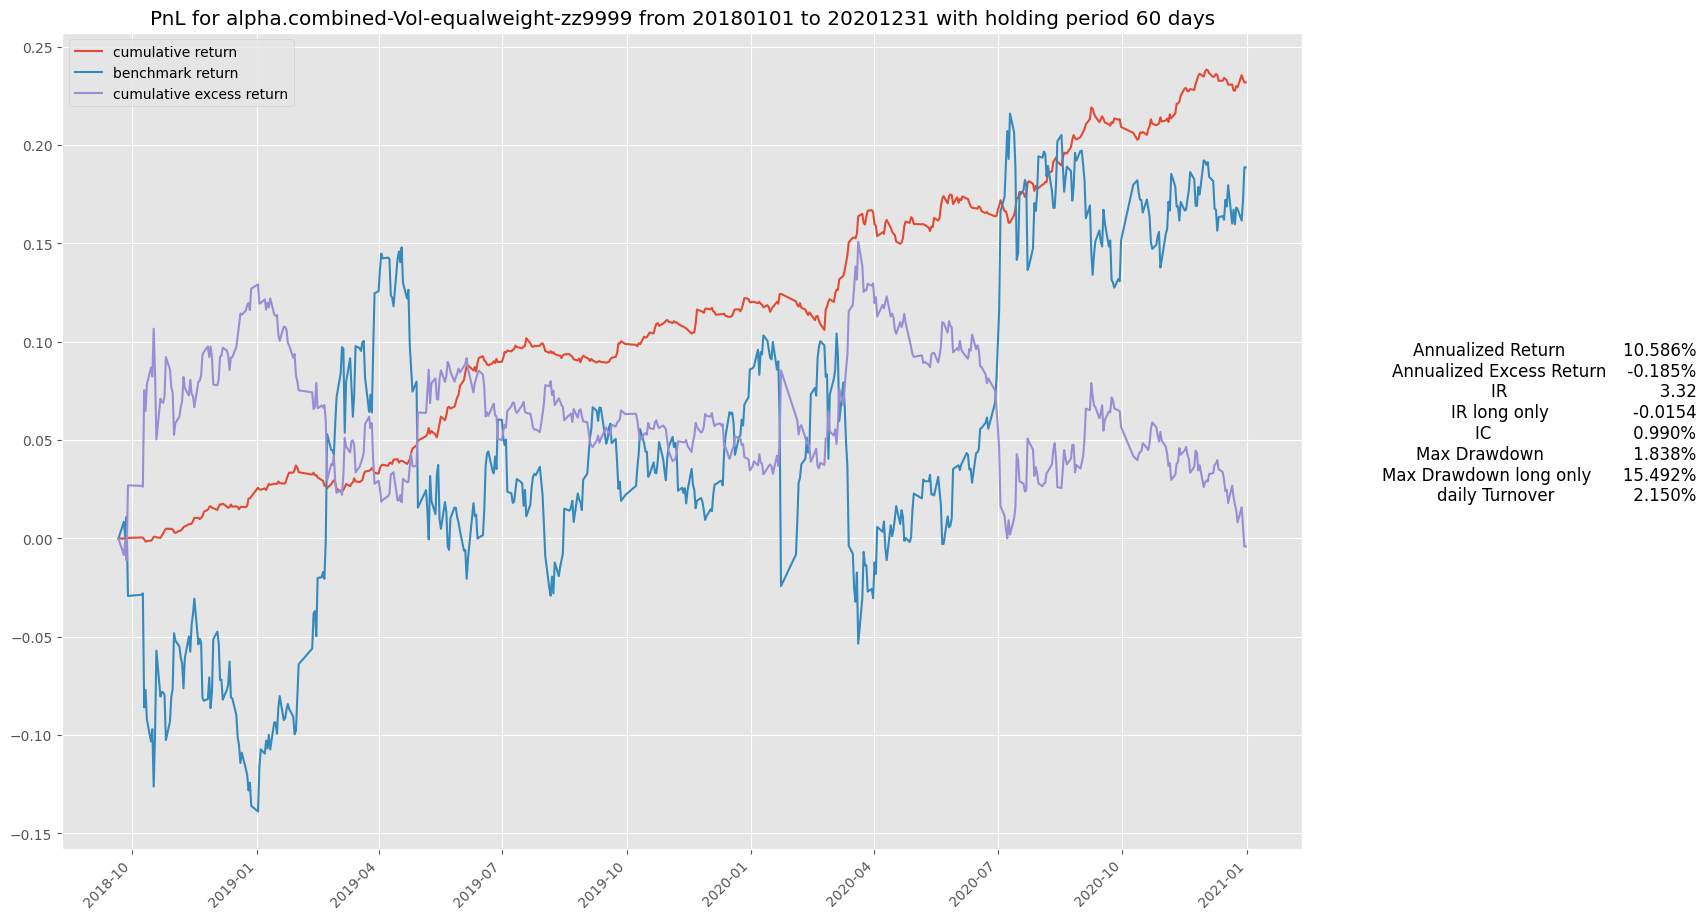 PnL for alpha.combined-Vol-equalweight-zz9999 from 20180101 to 20201231 with holding period 60 days
cumulative return
benchmark return
cumulative excess return
0.25
0.20
0.15
0.10
0.05
0.00
−0.05
−0.10
−0.15
2018-10
2019-01
2019-04
2019-07
2019-10
2020-01
2020-04
2020-07
2020-10
2021-01
Annualized Return 10.586%
Annualized Excess Return -0.185%
IR 3.32
IR long only -0.0154
IC 0.990%
Max Drawdown 1.838%
Max Drawdown long only 15.492%
daily Turnover 2.150%